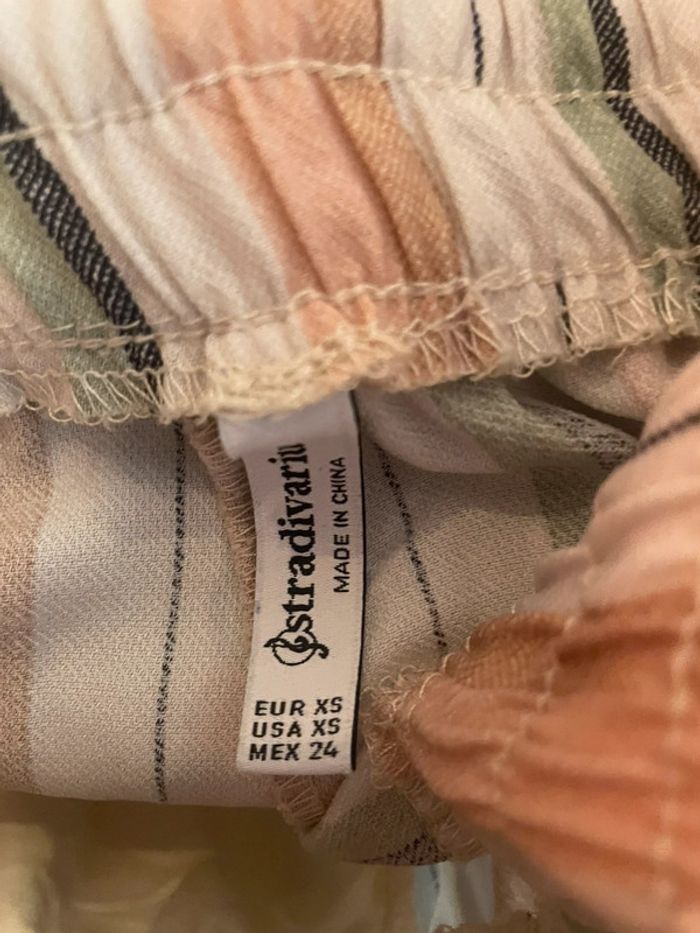 stradivariu
MADE IN CHINA
EUR XS
USA XS
MEX 24